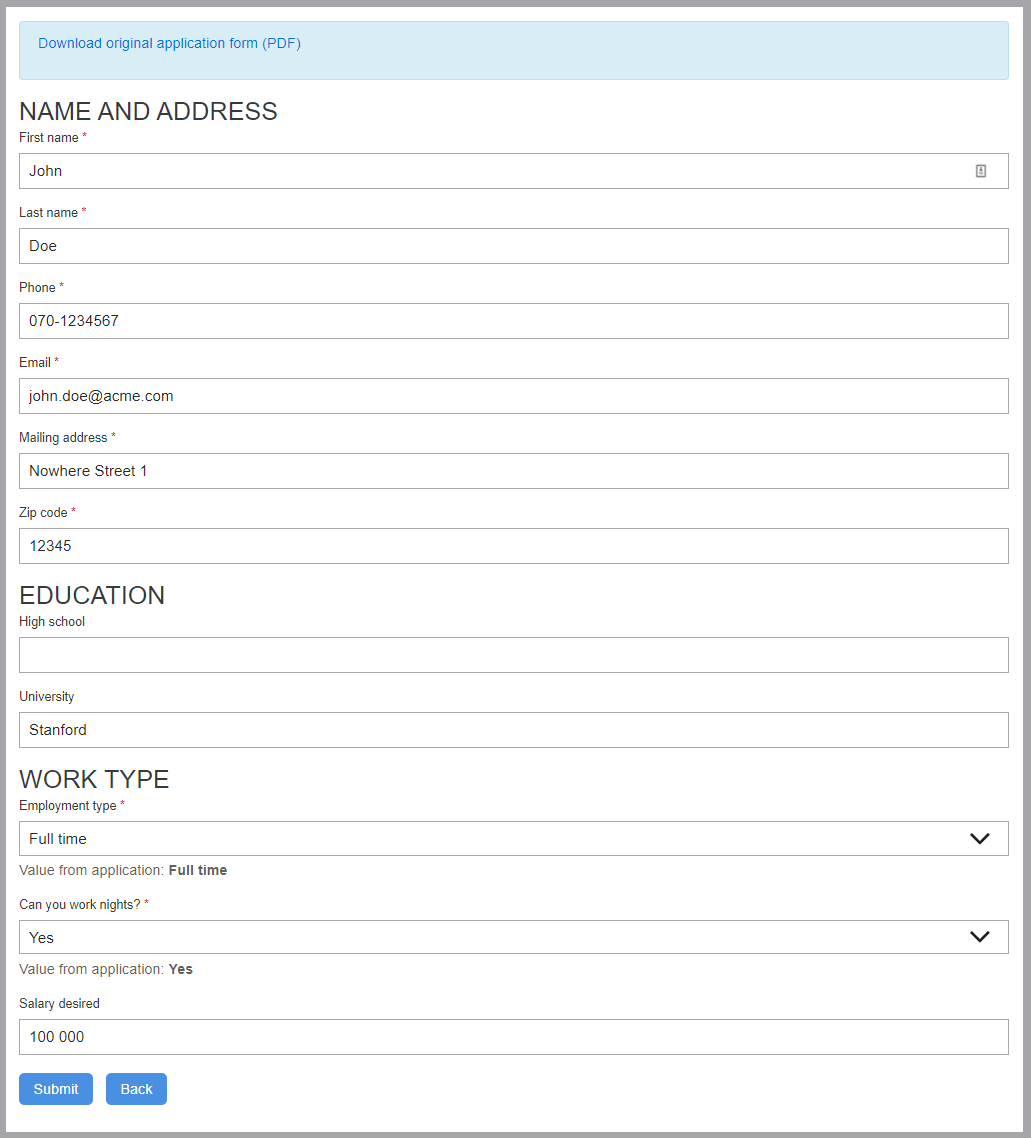 Download original application form (PDF)
NAME AND ADDRESS
First name *
John
Last name *
Doe
Phone *
070-1234567
Email *
john.doe@acme.com
Mailing address *
Nowhere Street 1
Zip code *
12345
EDUCATION
High school
University
Stanford
WORK TYPE
Employment type *
Full time
Value from application: Full time
Can you work nights? *
Yes
Value from application: Yes
Salary desired
100 000
Submit Back